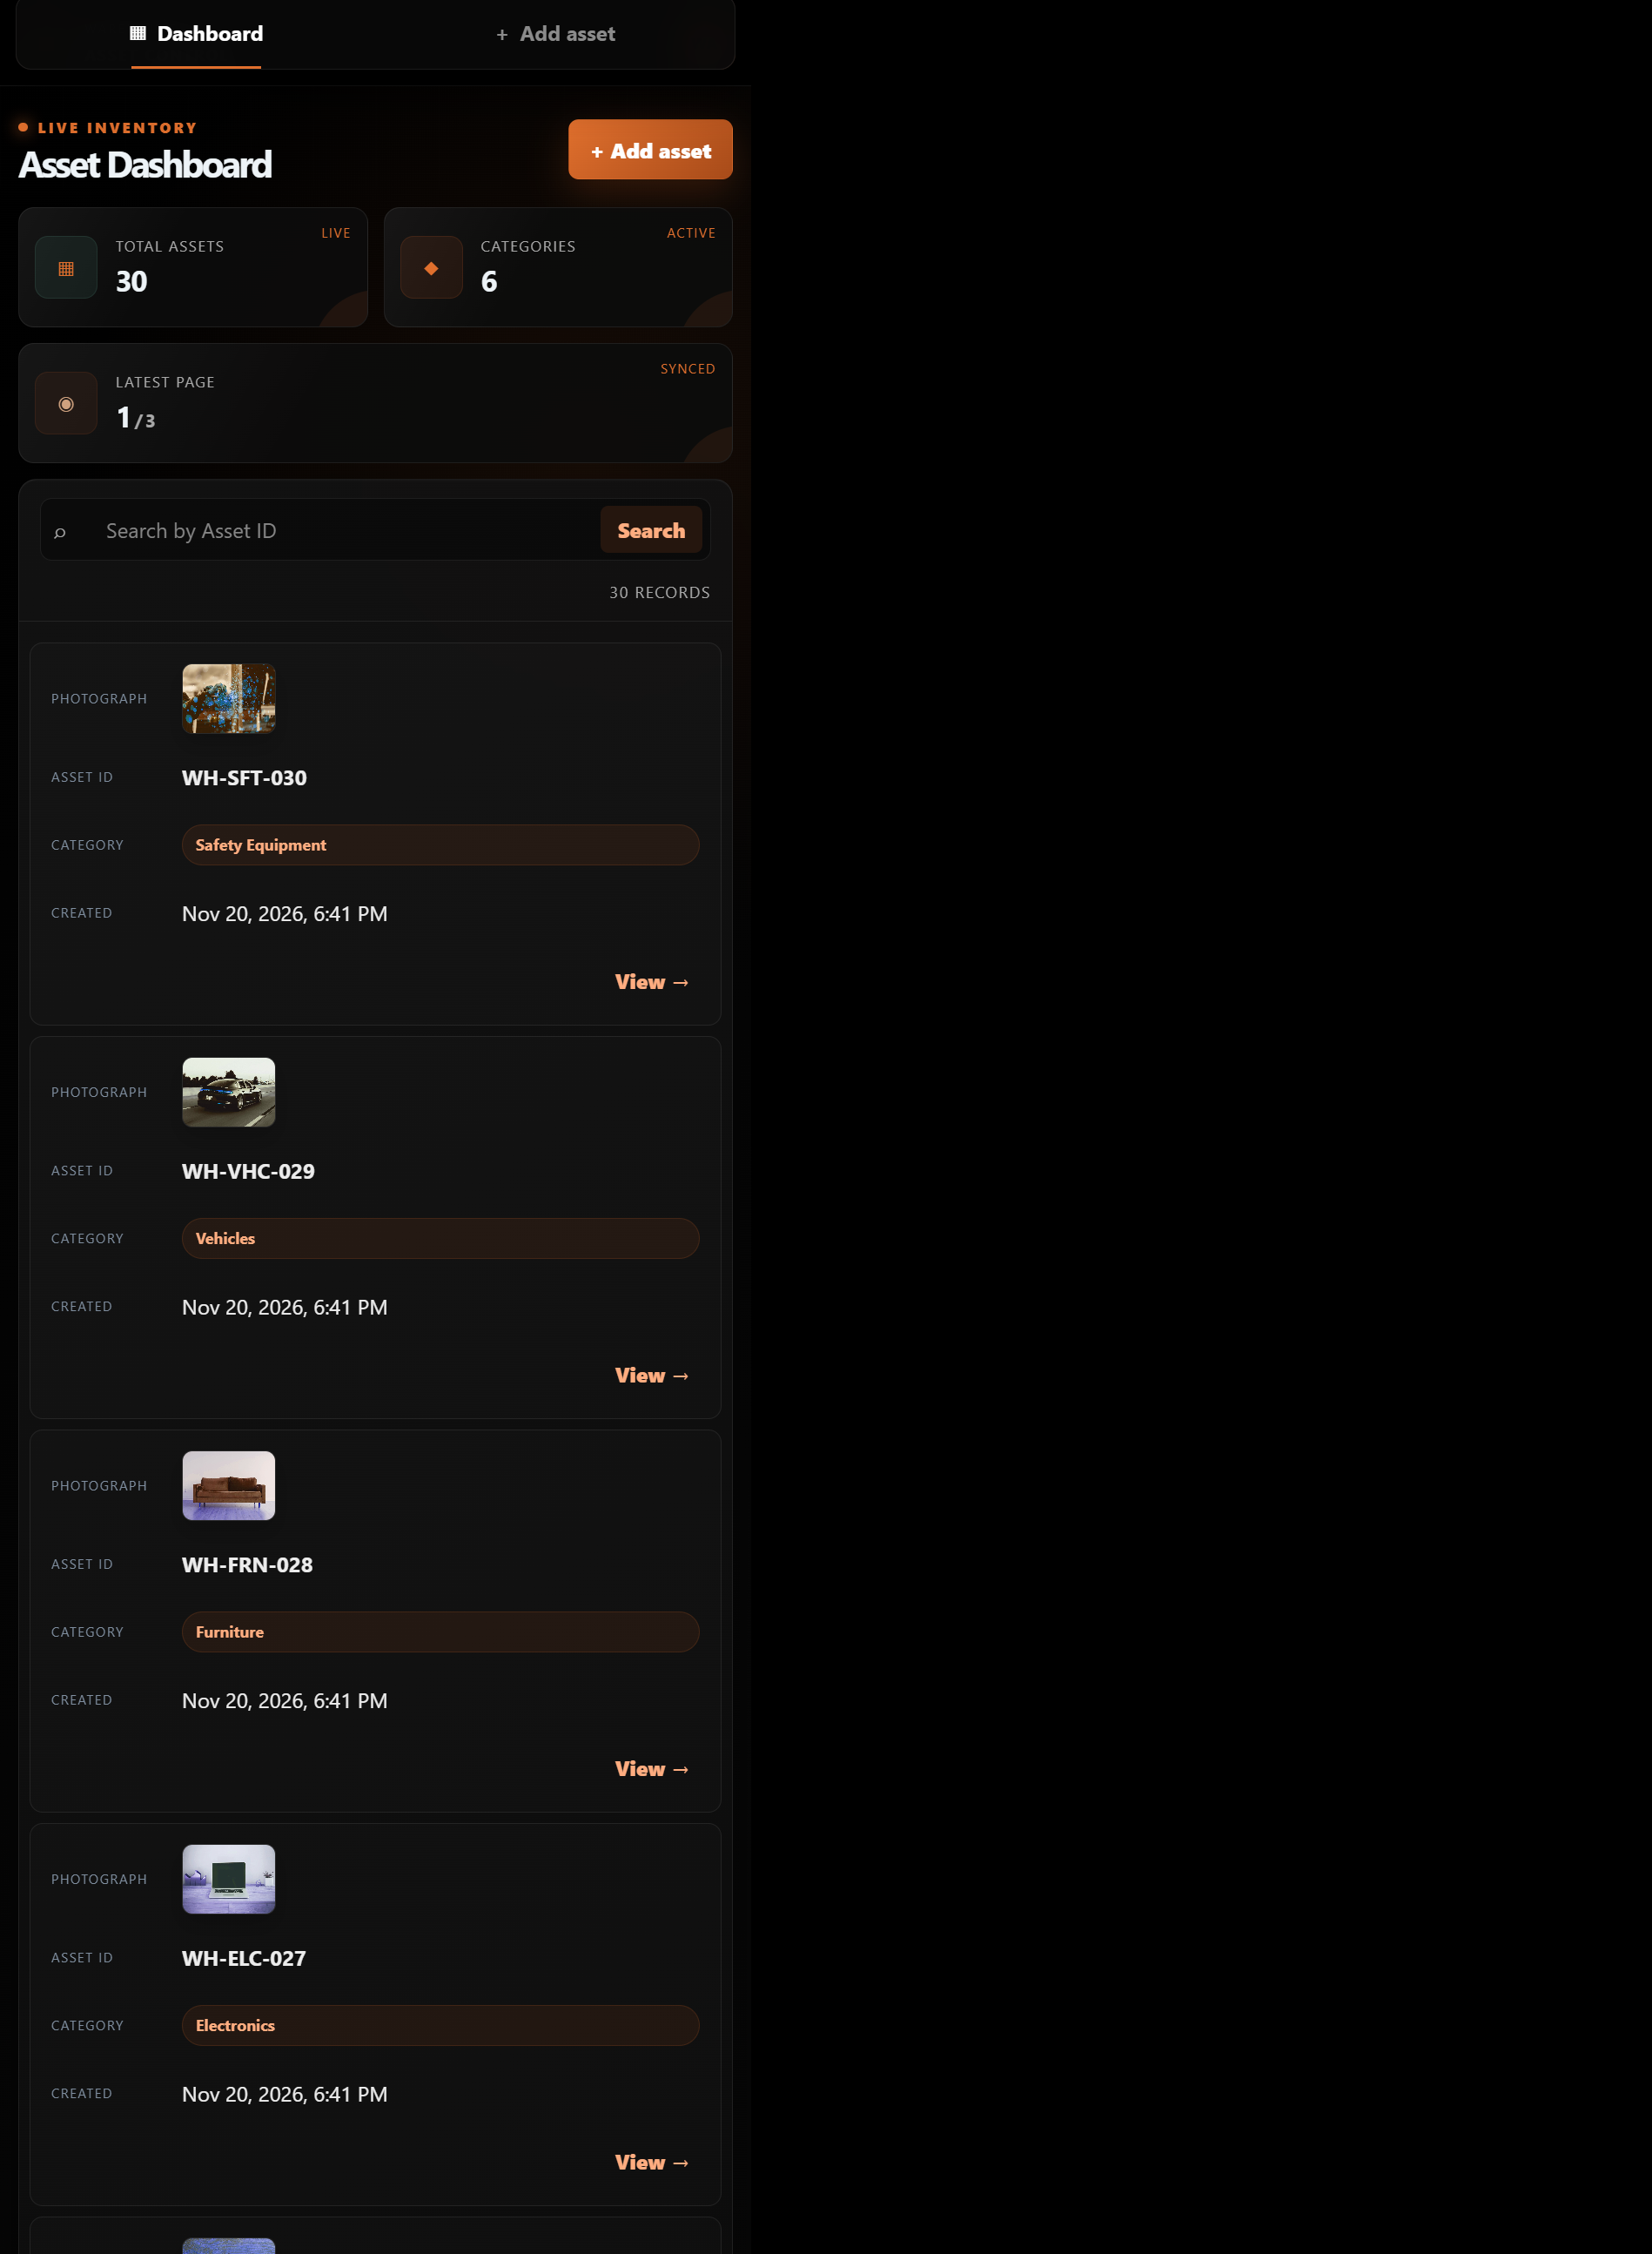 Dashboard
+ Add asset
LIVE INVENTORY
Asset Dashboard
+ Add asset
TOTAL ASSETS
LIVE
30
CATEGORIES
ACTIVE
6
LATEST PAGE
SYNCED
1/3
Search by Asset ID
Search
30 RECORDS
PHOTOGRAPH
ASSET ID WH-SFT-030
CATEGORY Safety Equipment
CREATED Nov 20, 2026, 6:41 PM
View →
PHOTOGRAPH
ASSET ID WH-VHC-029
CATEGORY Vehicles
CREATED Nov 20, 2026, 6:41 PM
View →
PHOTOGRAPH
ASSET ID WH-FRN-028
CATEGORY Furniture
CREATED Nov 20, 2026, 6:41 PM
View →
PHOTOGRAPH
ASSET ID WH-ELC-027
CATEGORY Electronics
CREATED Nov 20, 2026, 6:41 PM
View →